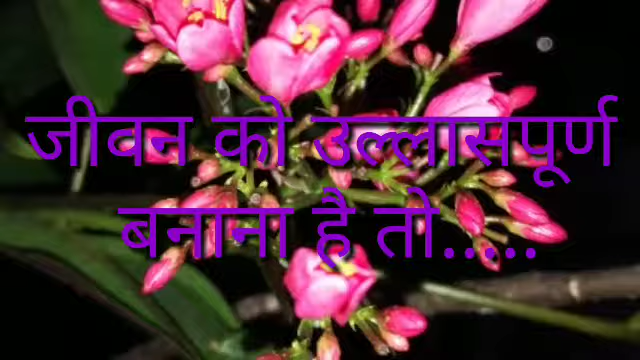 जीवन को उल्लासपूर्ण
बनाना है तो.....